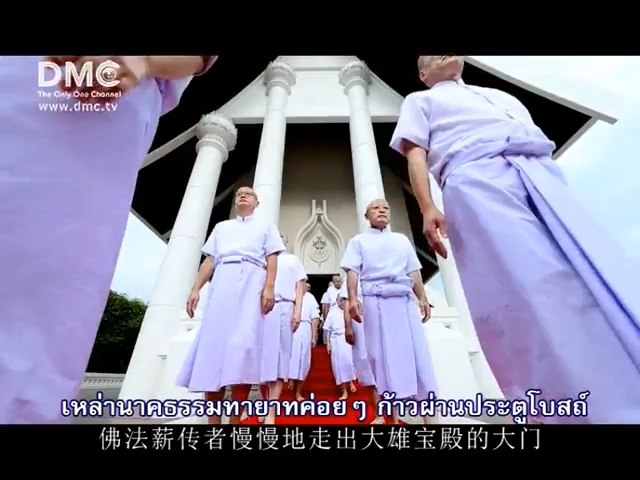 DMC
The Only One Channel
www.dmc.tv
เหล่านาคธรรมทายาทค่อยๆ ก้าวผ่านประตูโบสถ์
佛法薪传者慢慢地走出大雄宝殿的大门